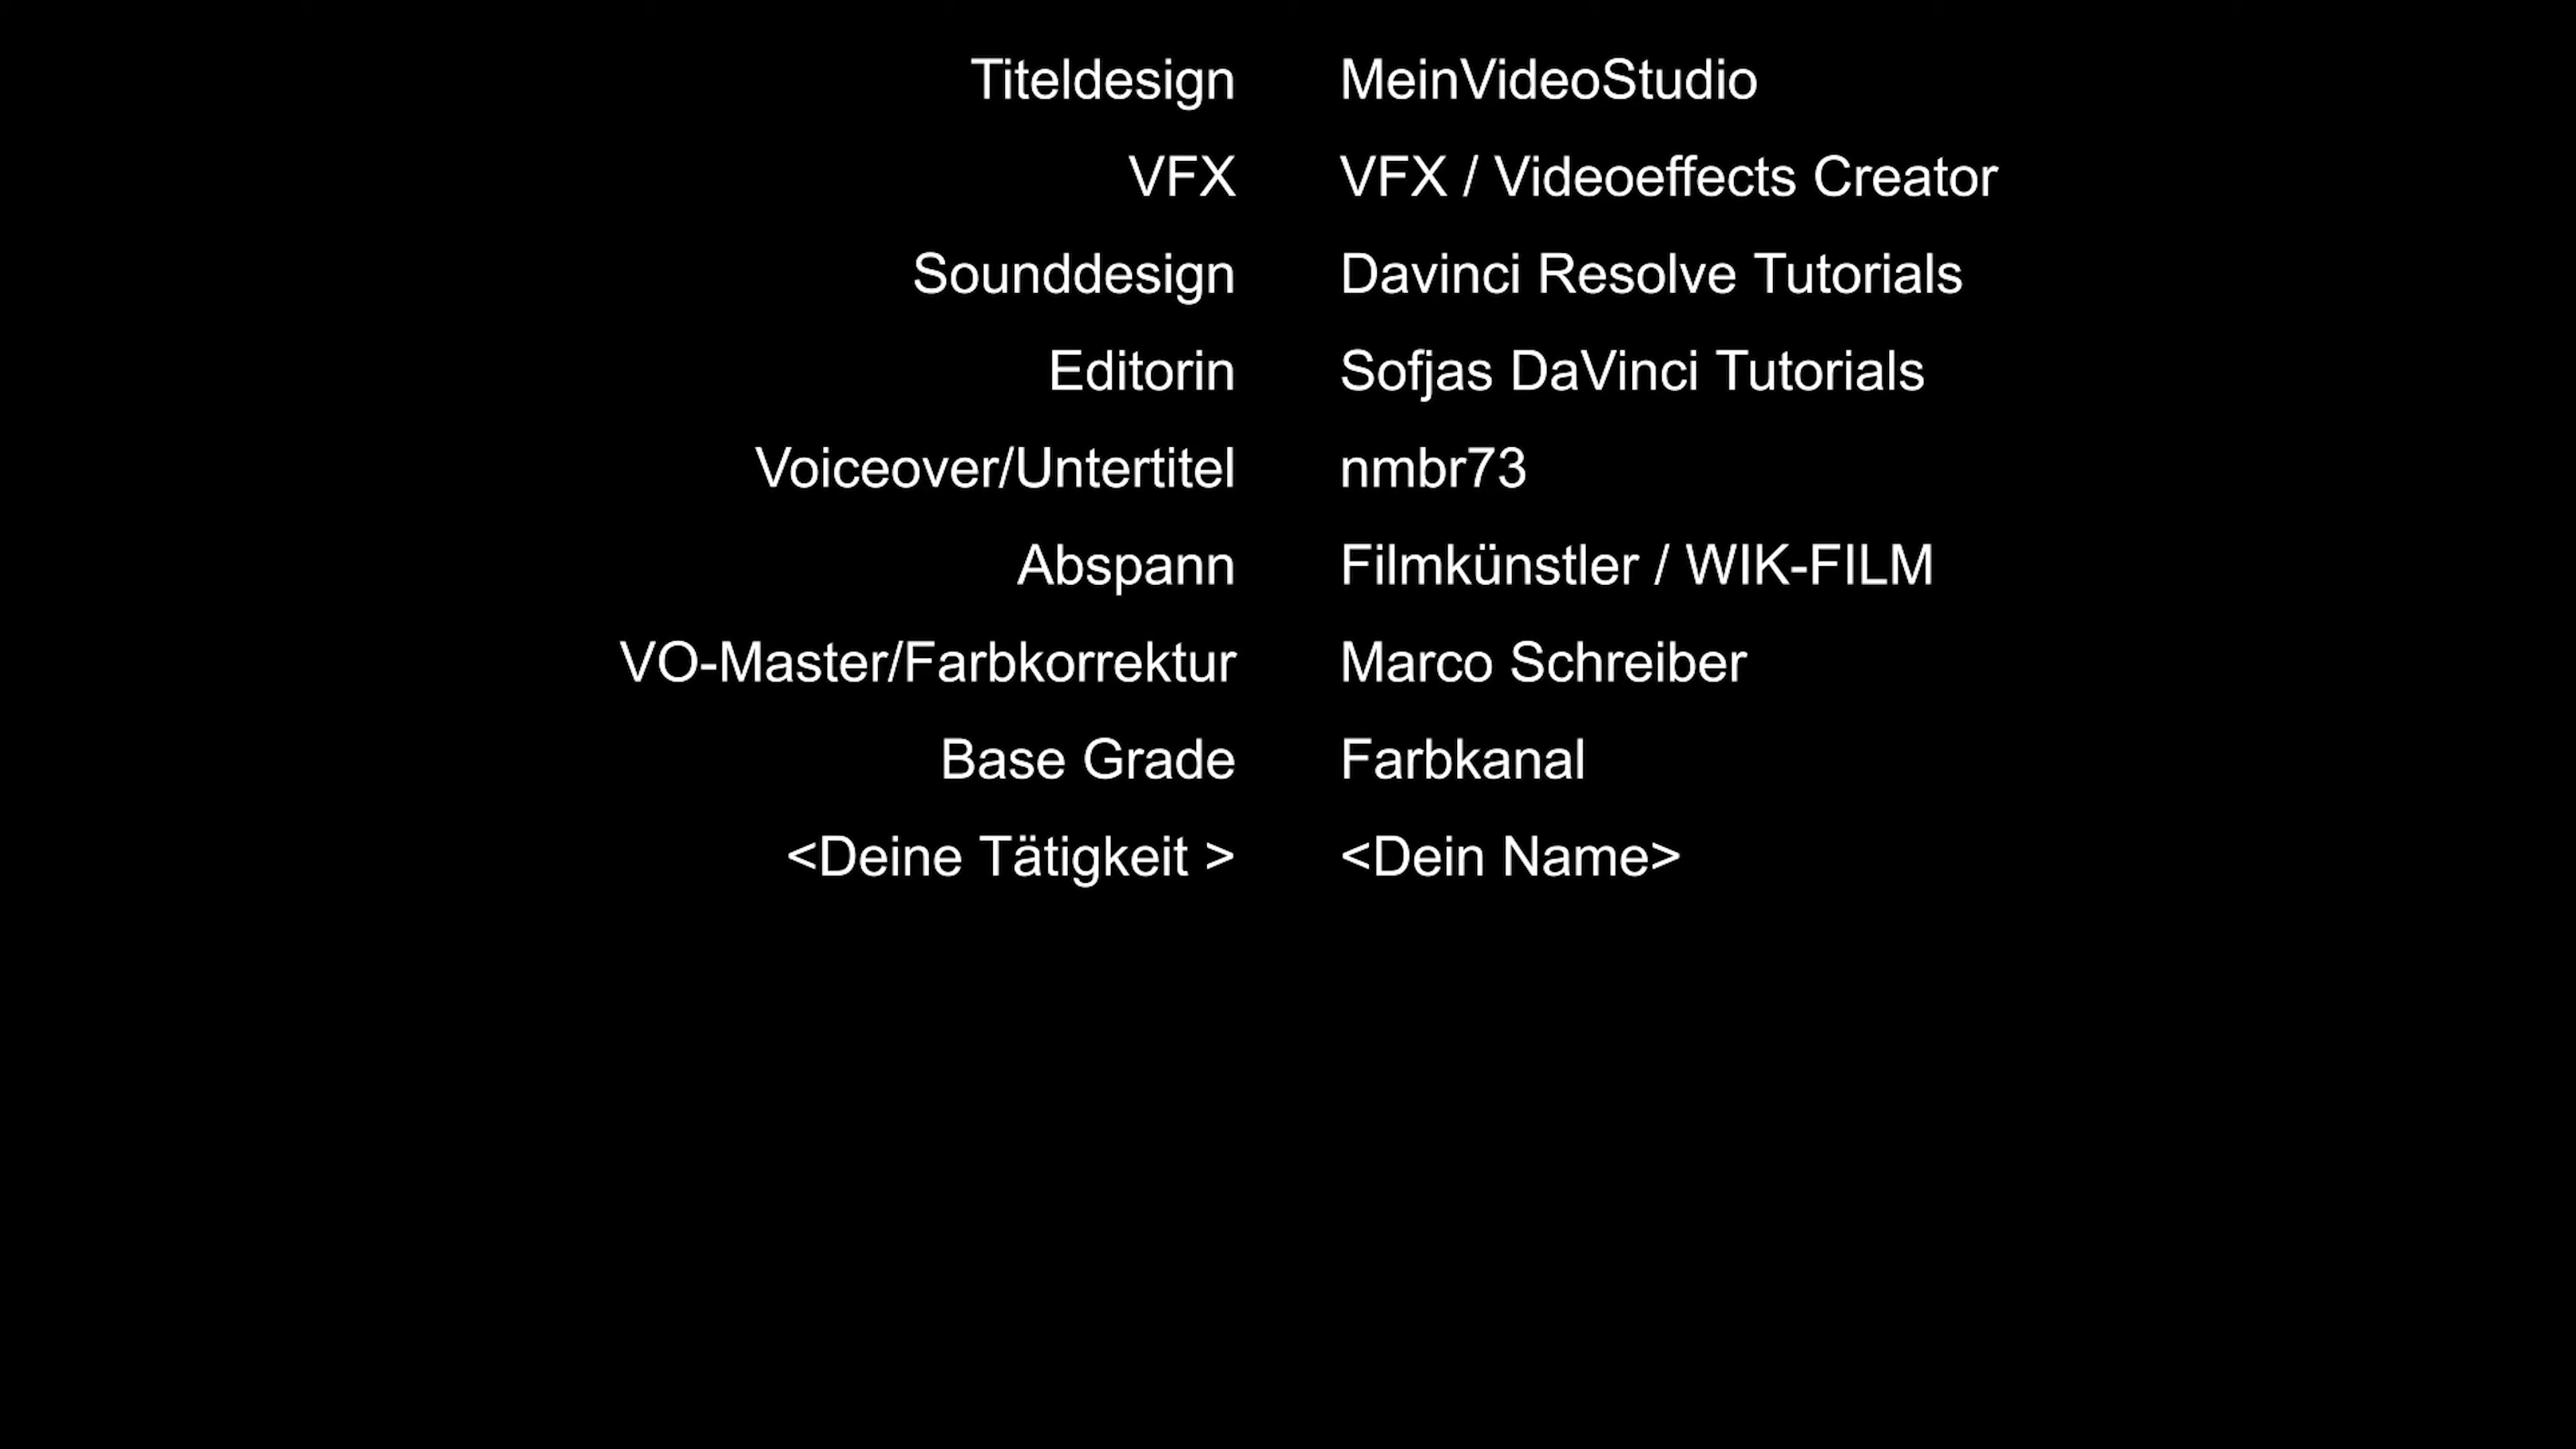 Titeldesign MeinVideoStudio
VFX VFX / Videoeffects Creator
Sounddesign Davinci Resolve Tutorials
Editorin Sofjas DaVinci Tutorials
Voiceover/Untertitel nmbr73
Abspann Filmkünstler / WIK-FILM
VO-Master/Farbkorrektur Marco Schreiber
Base Grade Farbkanal
<Deine Tätigkeit > <Dein Name>